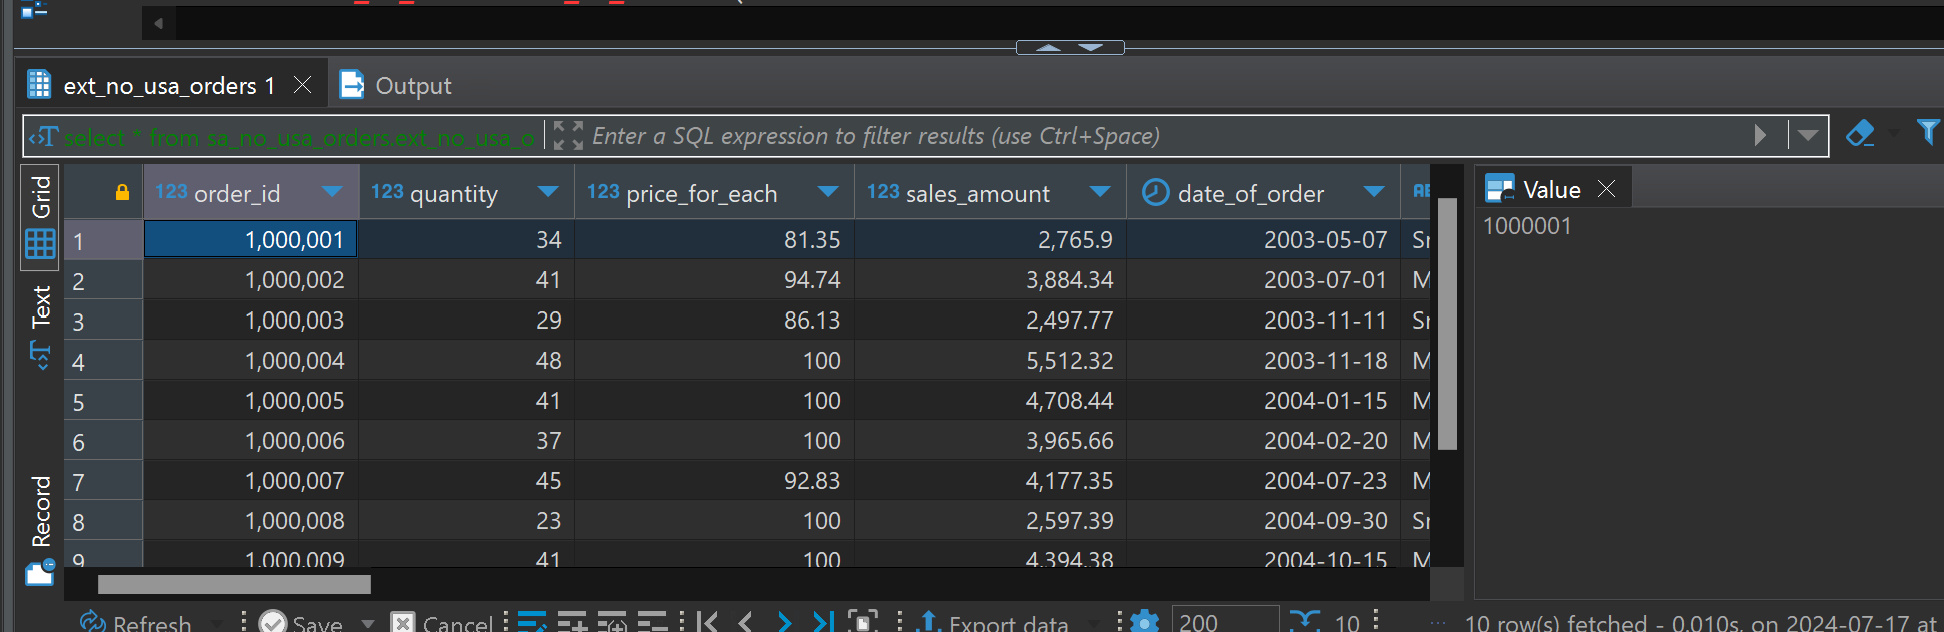 ext_no_usa_orders 1
Output
select * from sa_no_usa_orders.ext_no_usa_o
Enter a SQL expression to filter results (use Ctrl+Space)
Grid
Text
Record
123 order_id 123 quantity 123 price_for_each 123 sales_amount date_of_order
1 1,000,001 34 81.35 2,765.9 2003-05-07
2 1,000,002 41 94.74 3,884.34 2003-07-01 M
3 1,000,003 29 86.13 2,497.77 2003-11-11
4 1,000,004 48 100 5,512.32 2003-11-18 M
5 1,000,005 41 100 4,708.44 2004-01-15 M
6 1,000,006 37 100 3,965.66 2004-02-20 M
7 1,000,007 45 92.83 4,177.35 2004-07-23 M
8 1,000,008 23 100 2,597.39 2004-09-30
9 1,000,009 41 100 4,394.38 2004-10-15 M
Value
1000001
Refresh Save Cancel Export data 200 10
10 row(s) fetched - 0.010s, on 2024-07-17 at